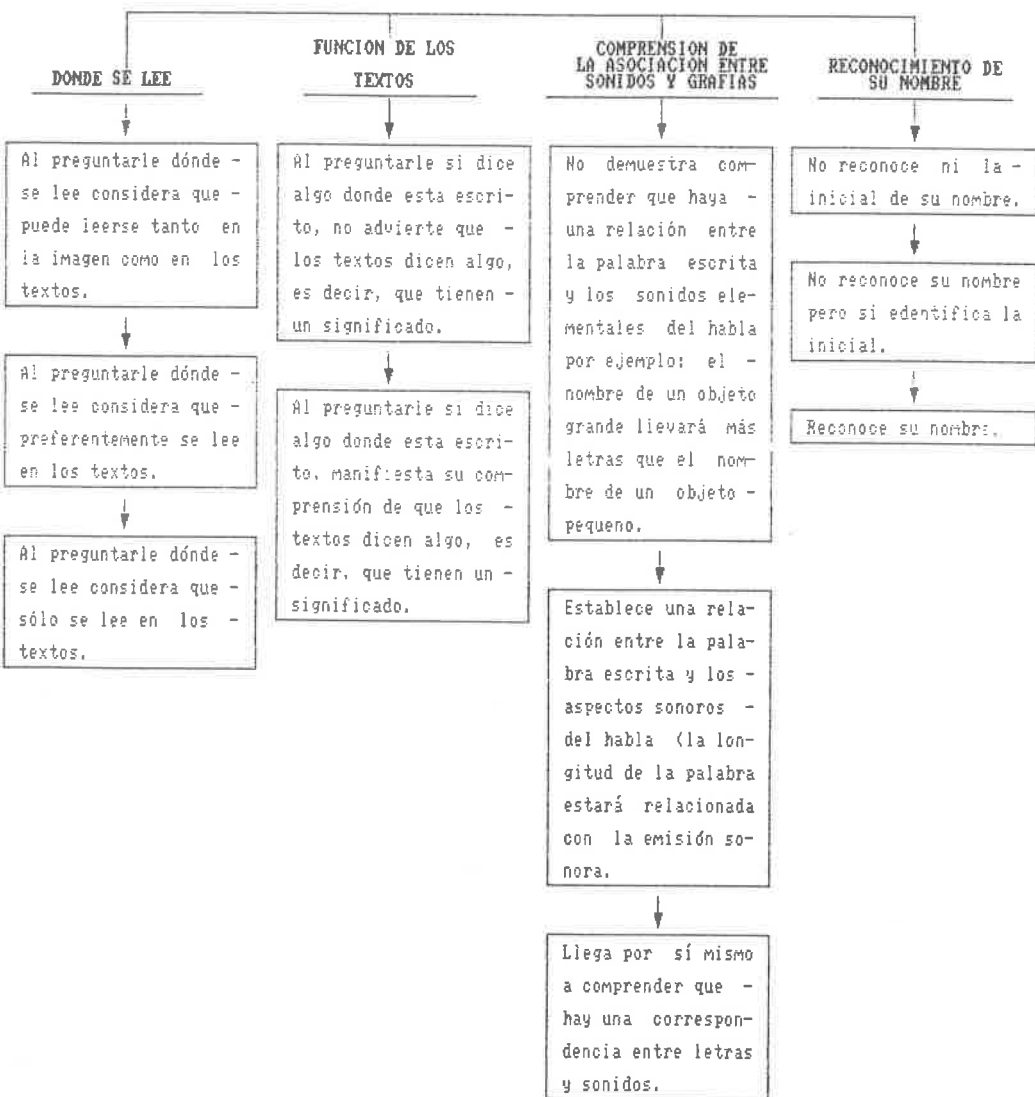 DONDE SE LEE
Al preguntarle dónde -
se lee considera que -
puede leerse tanto en
la imagen como en los
textos.
Al preguntarle dónde -
se lee considera que -
preferentemente se lee
en los textos.
Al preguntarle dónde -
se lee considera que -
sólo se lee en los -
textos.
FUNCION DE LOS
TEXTOS
Al preguntarle si dice
algo donde esta escri-
to, no advierte que -
los textos dicen algo,
es decir, que tienen -
un significado.
Al preguntarle si dice
algo donde esta escri-
to, manifiesta su com-
prensión de que los -
textos dicen algo, es
decir, que tienen un -
significado.
COMPRENSION DE
LA ASOCIACION ENTRE
SONIDOS Y GRAFIAS
No demuestra com-
prender que haya -
una relación entre
la palabra escrita
y los sonidos ele-
mentales del habla
por ejemplo: el -
nombre de un objeto
grande llevará más
letras que el nom-
bre de un objeto -
pequeno.
Establece una rela-
ción entre la pala-
bra escrita y los -
aspectos sonoros -
del habla (la lon-
gitud de la palabra
estará relacionada
con la emisión so-
nora.
Llega por sí mismo
a comprender que -
hay una correspon-
dencia entre letras
y sonidos.
RECONOCIMIENTO DE
SU NOMBRE
No reconoce ni la -
inicial de su nombre.
No reconoce su nombre
pero si edentifica la
inicial.
Reconoce su nombre.